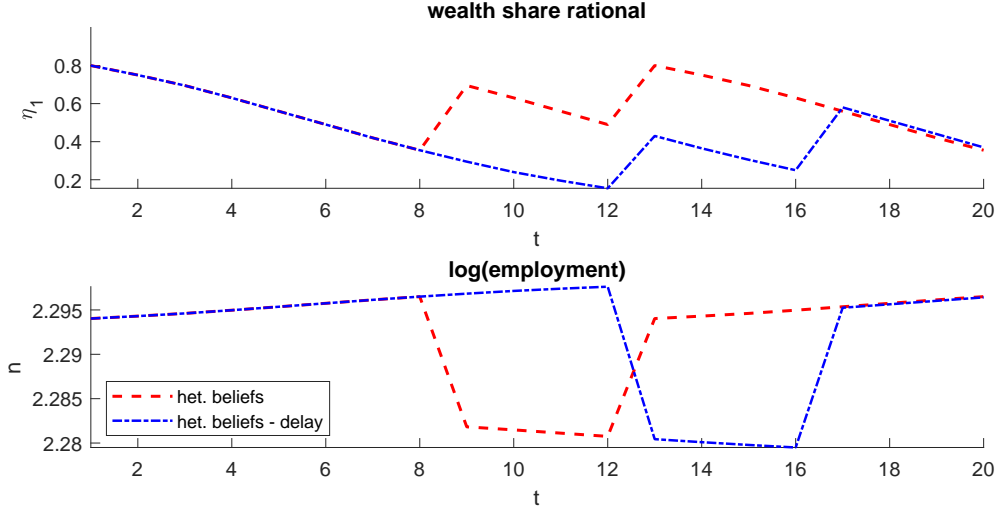 wealth share rational
0.8
0.6
0.4
0.2
η1
2 4 6 8 10 12 14 16 18 20
t
log(employment)
2.295
2.29
2.285
2.28
n
het. beliefs
het. beliefs - delay
2 4 6 8 10 12 14 16 18 20
t